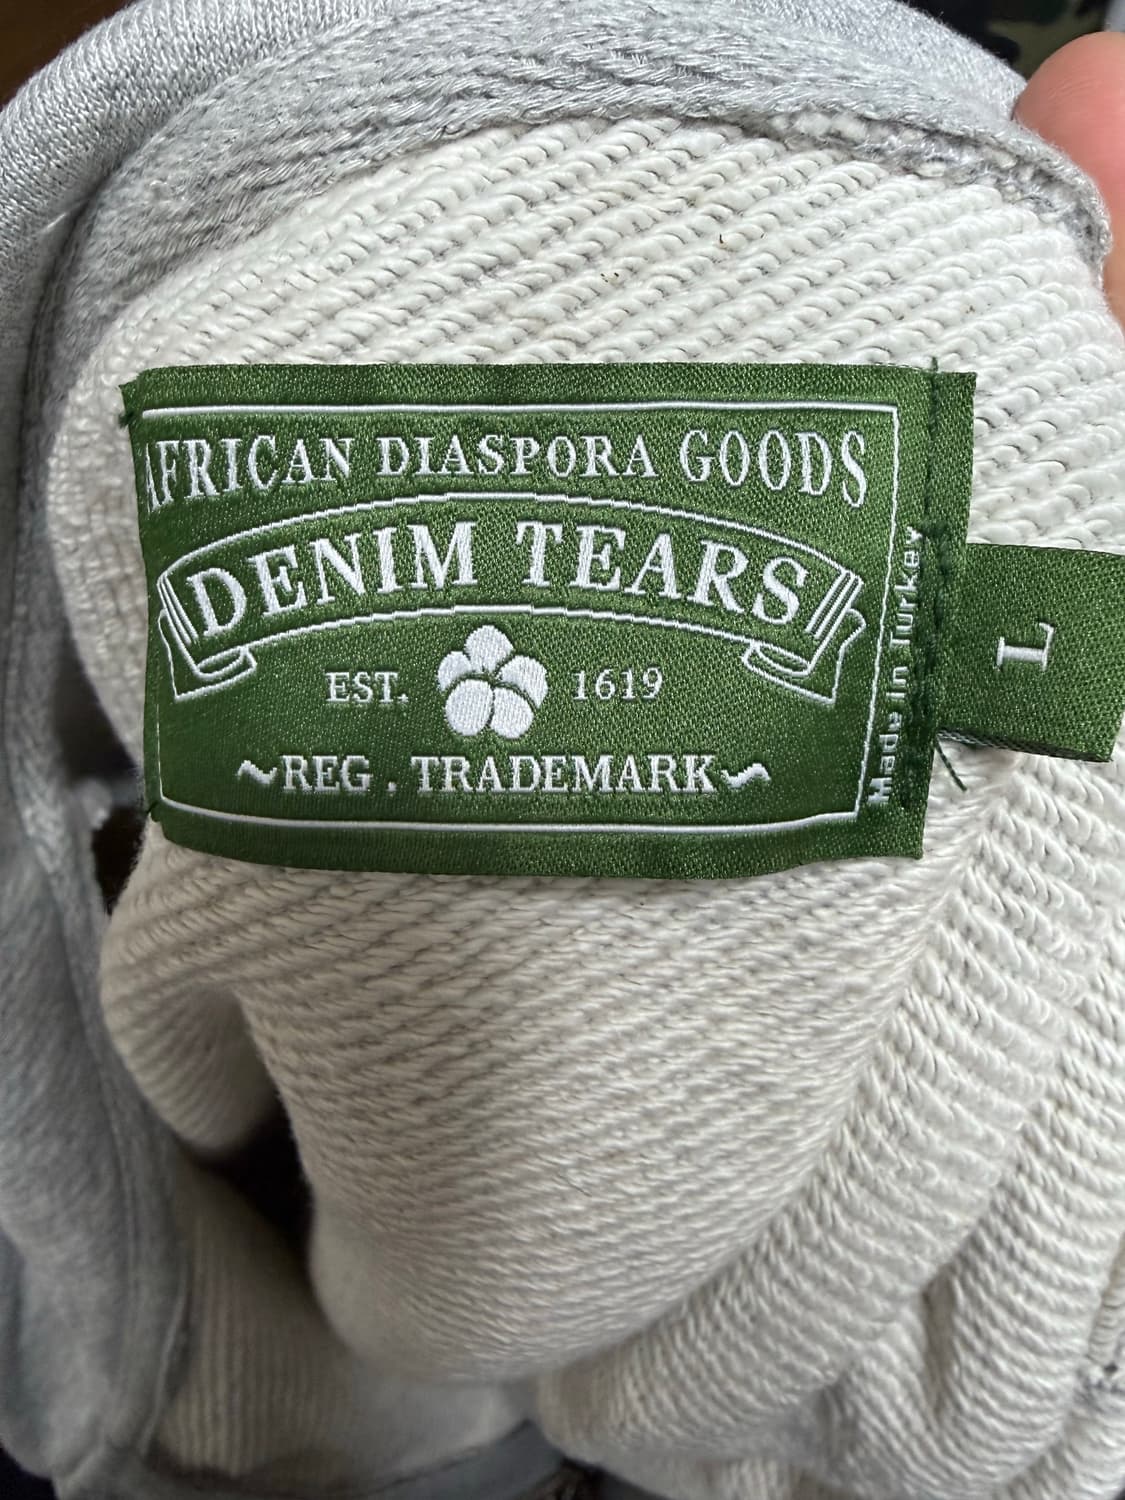 AFRICAN DIASPORA GOODS
DENIM TEARS
EST. 1619
~REG . TRADEMARK~
Made in Turkey
L